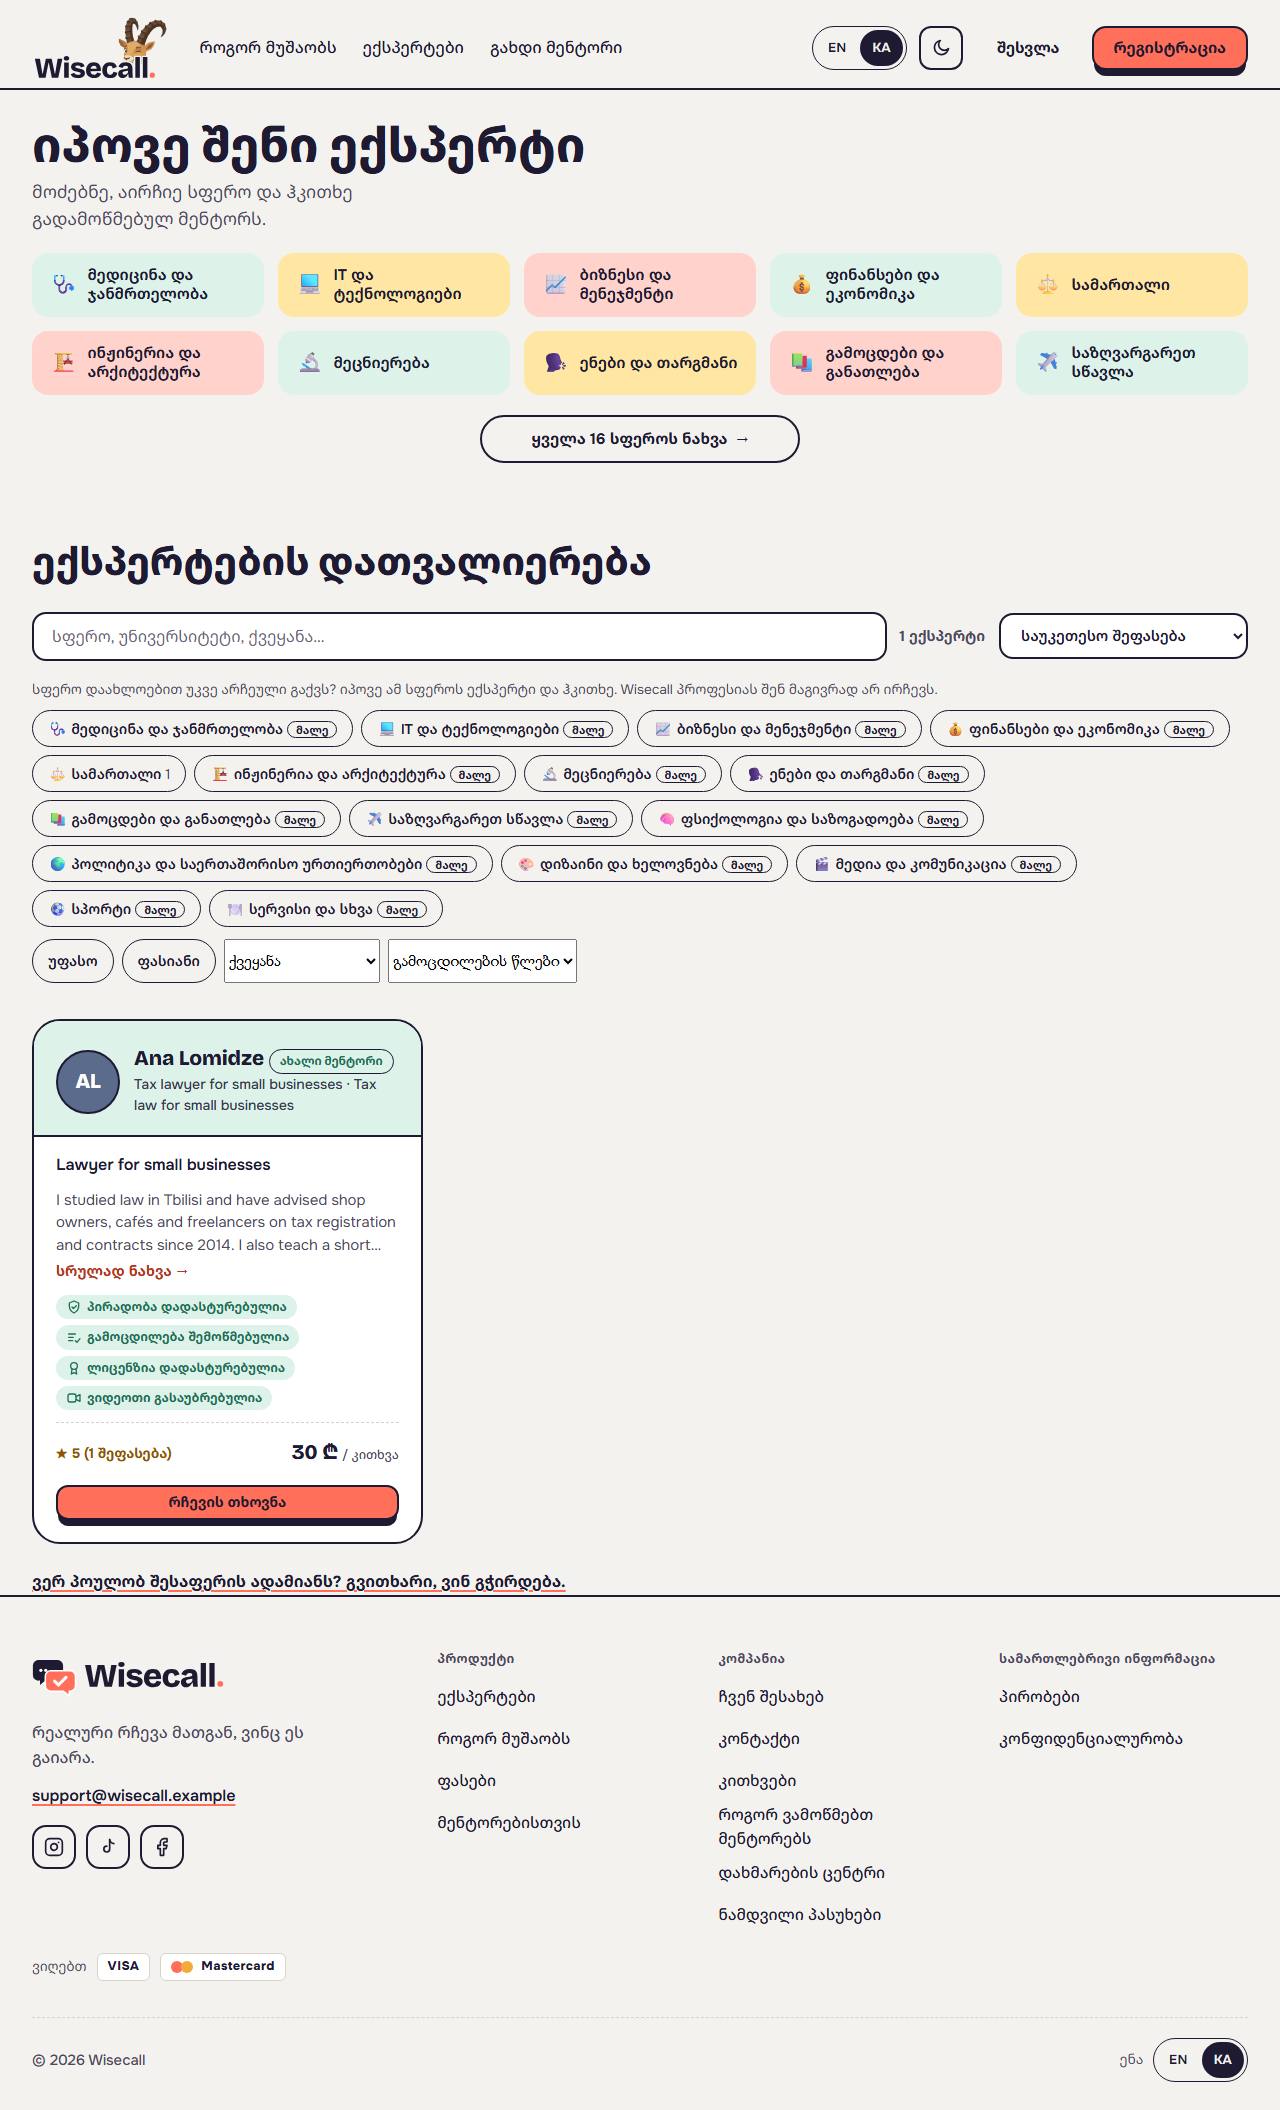 Wisecall.
როგორ მუშაობს
ექსპერტები
გახდი მენტორი
EN
KA
შესვლა
რეგისტრაცია
იპოვე შენი ექსპერტი
მოძებნე, აირჩიე სფერო და ჰკითხე
გადამოწმებულ მენტორს.
მედიცინა და
ჯანმრთელობა
IT და
ტექნოლოგიები
ბიზნესი და
მენეჯმენტი
ფინანსები და
ეკონომიკა
სამართალი
ინჟინერია და
არქიტექტურა
მეცნიერება
ენები და თარგმანი
გამოცდები და
განათლება
საზღვარგარეთ
სწავლა
ყველა 16 სფეროს ნახვა →
ექსპერტების დათვალიერება
სფერო, უნივერსიტეტი, ქვეყანა...
1 ექსპერტი
საუკეთესო შეფასება
სფერო დაახლოებით უკვე არჩეული გაქვს? იპოვე ამ სფეროს ექსპერტი და ჰკითხე. Wisecall პროფესიას შენ მაგივრად არ ირჩევს.
მედიცინა და ჯანმრთელობა მალე
IT და ტექნოლოგიები მალე
ბიზნესი და მენეჯმენტი მალე
ფინანსები და ეკონომიკა მალე
სამართალი 1
ინჟინერია და არქიტექტურა მალე
მეცნიერება მალე
ენები და თარგმანი მალე
გამოცდები და განათლება მალე
საზღვარგარეთ სწავლა მალე
ფსიქოლოგია და საზოგადოება მალე
პოლიტიკა და საერთაშორისო ურთიერთობები მალე
დიზაინი და ხელოვნება მალე
მედია და კომუნიკაცია მალე
სპორტი მალე
სერვისი და სხვა მალე
უფასო
ფასიანი
ქვეყანა
გამოცდილების წლები
AL
Ana Lomidze ახალი მენტორი
Tax lawyer for small businesses · Tax
law for small businesses
Lawyer for small businesses
I studied law in Tbilisi and have advised shop
owners, cafés and freelancers on tax registration
and contracts since 2014. I also teach a short...
სრულად ნახვა →
პირადობა დადასტურებულია
გამოცდილება შემოწმებულია
ლიცენზია დადასტურებულია
ვიდეოთი გასაუბრებულია
★ 5 (1 შეფასება)
30 ₾ / კითხვა
რჩევის თხოვნა
ვერ პოულობ შესაფერის ადამიანს? გვითხარი, ვინ გჭირდება.
Wisecall.
რეალური რჩევა მათგან, ვინც ეს
გაიარა.
support@wisecall.example
პროდუქტი
ექსპერტები
როგორ მუშაობს
ფასები
მენტორებისთვის
კომპანია
ჩვენ შესახებ
კონტაქტი
კითხვები
როგორ ვამოწმებთ
მენტორებს
დახმარების ცენტრი
ნამდვილი პასუხები
სამართლებრივი ინფორმაცია
პირობები
კონფიდენციალურობა
ვიღებთ
VISA
Mastercard
© 2026 Wisecall
ენა
EN
KA